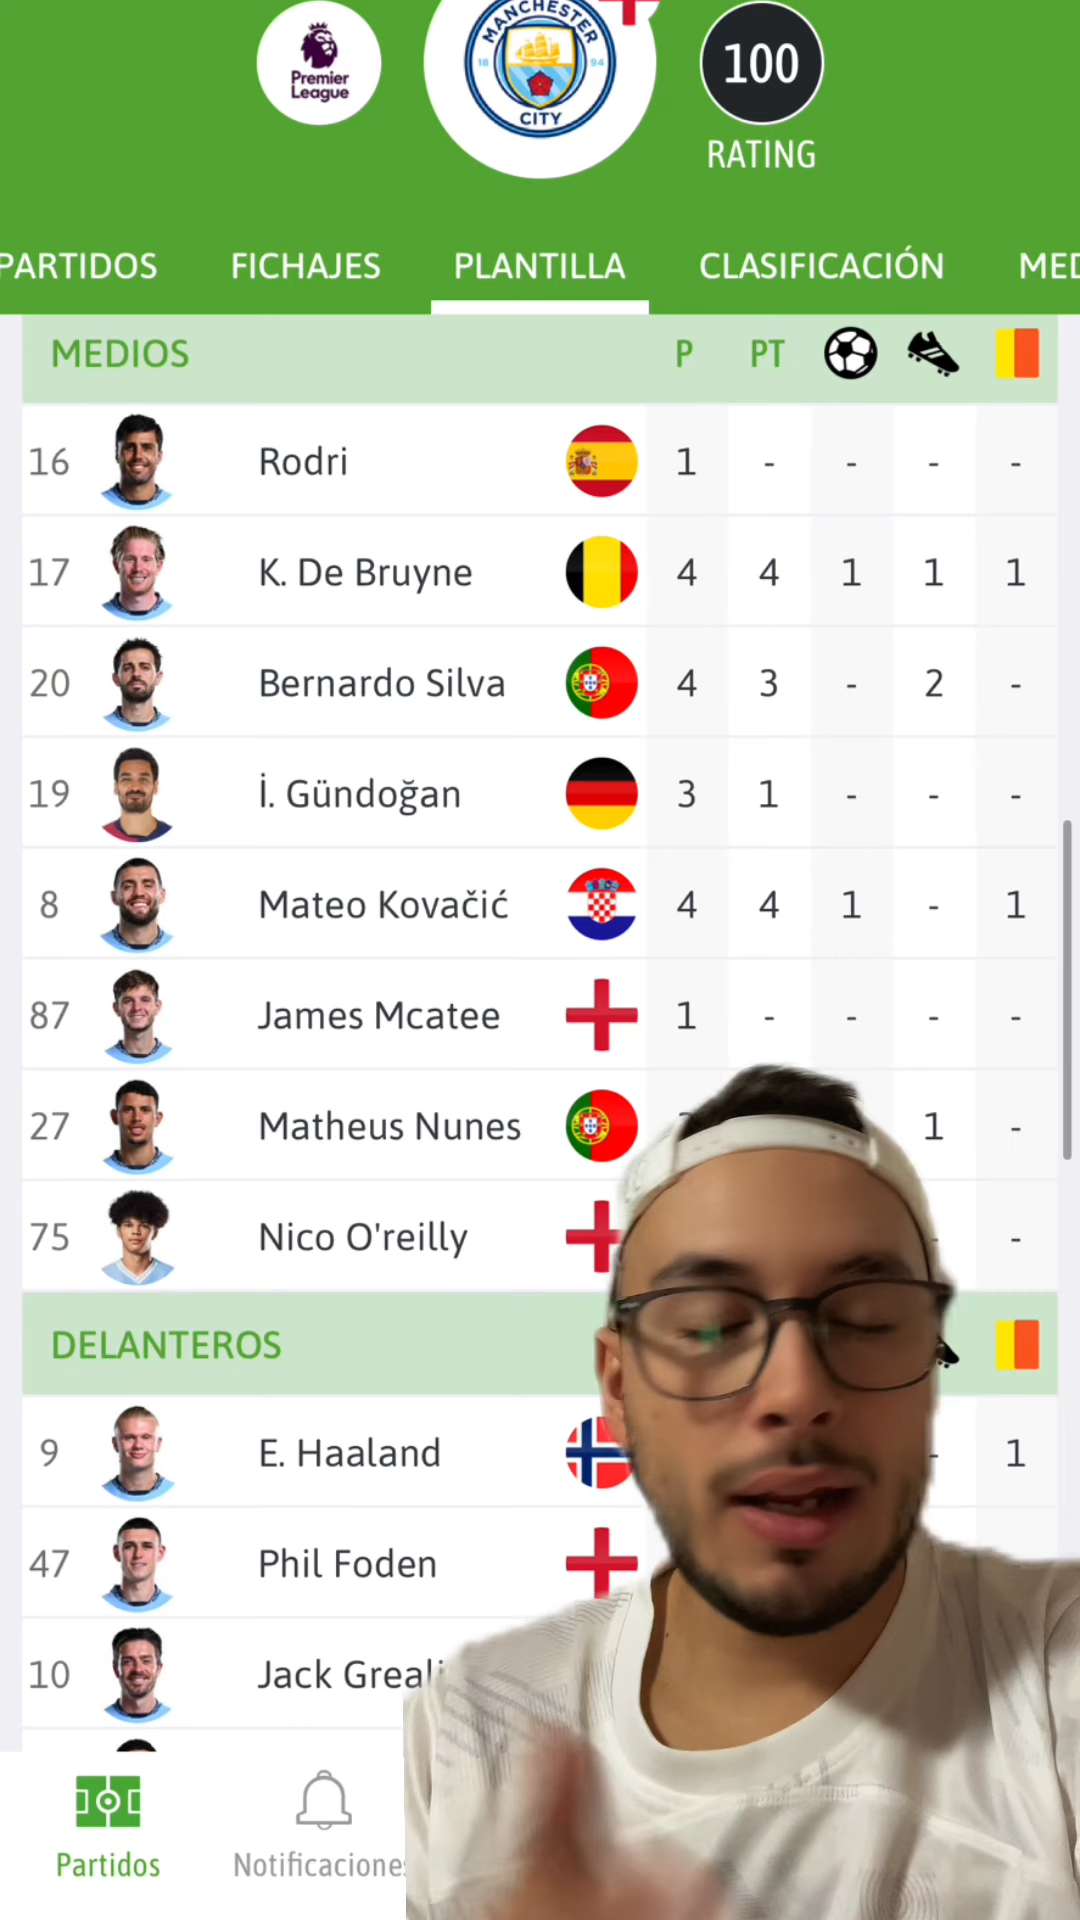 Premier
League
MANCHESTER
18 94
CITY
100
RATING
PARTIDOS FICHAJES PLANTILLA CLASIFICACIÓN
MEDIOS P PT
16 Rodri 1 - - - -
17 K. De Bruyne 4 4 1 1 1
20 Bernardo Silva 4 3 - 2 -
19 İ. Gündoğan 3 1 - - -
8 Mateo Kovačić 4 4 1 - 1
87 James Mcatee 1 - - - -
27 Matheus Nunes 1 -
75 Nico O'reilly - -
DELANTEROS
9 E. Haaland - 1
47 Phil Foden
10 Jack
Partidos